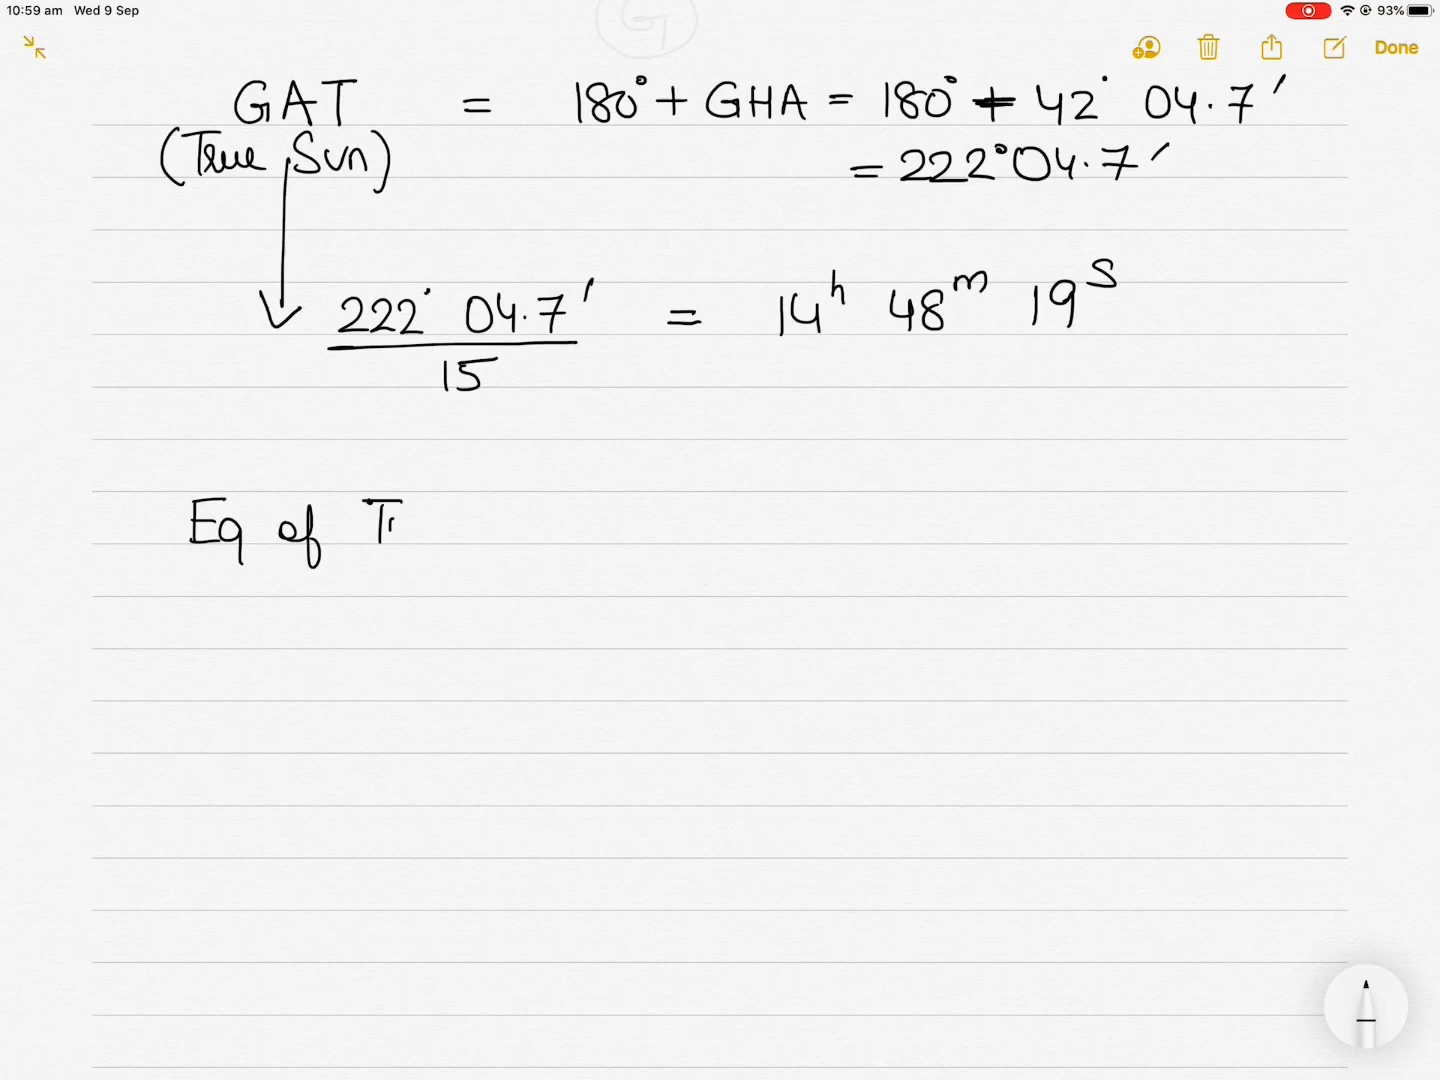 10:59 am Wed 9 Sep
93%
Done
GAT = 180° + GHA = 180° + 42° 04.7'
(True Sun) = 222° 04.7'
222° 04.7' = 14h 48m 19s
15
Eq of T